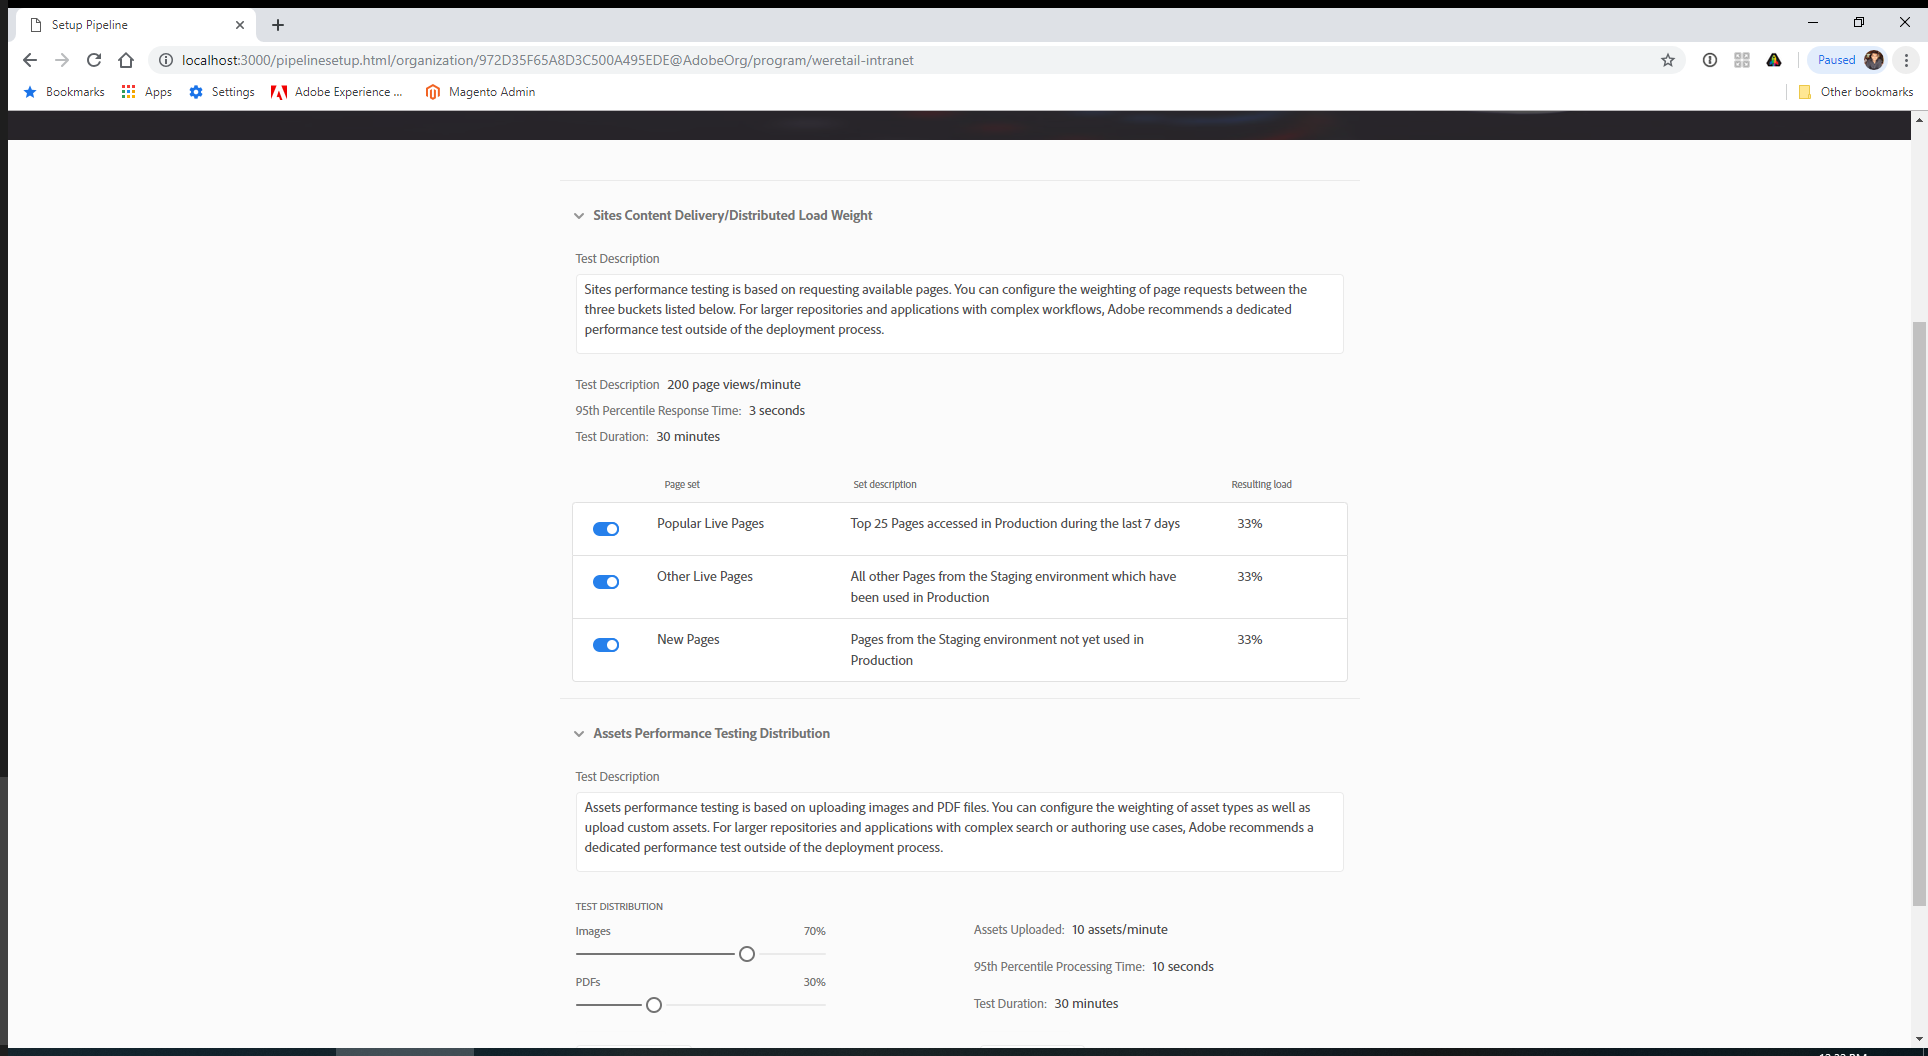 Setup Pipeline
localhost:3000/pipelinesetup.html/organization/972D35F65A8D3C500A495EDE@AdobeOrg/program/weretail-intranet
Paused
Bookmarks Apps Settings Adobe Experience ... Magento Admin Other bookmarks
Sites Content Delivery/Distributed Load Weight
Test Description
Sites performance testing is based on requesting available pages. You can configure the weighting of page requests between the
three buckets listed below. For larger repositories and applications with complex workflows, Adobe recommends a dedicated
performance test outside of the deployment process.
Test Description 200 page views/minute
95th Percentile Response Time: 3 seconds
Test Duration: 30 minutes
Page set Set description Resulting load
Popular Live Pages Top 25 Pages accessed in Production during the last 7 days 33%
Other Live Pages All other Pages from the Staging environment which have 33%
been used in Production
New Pages Pages from the Staging environment not yet used in 33%
Production
Assets Performance Testing Distribution
Test Description
Assets performance testing is based on uploading images and PDF files. You can configure the weighting of asset types as well as
upload custom assets. For larger repositories and applications with complex search or authoring use cases, Adobe recommends a
dedicated performance test outside of the deployment process.
TEST DISTRIBUTION
Images 70%
Assets Uploaded: 10 assets/minute
95th Percentile Processing Time: 10 seconds
PDFs 30%
Test Duration: 30 minutes